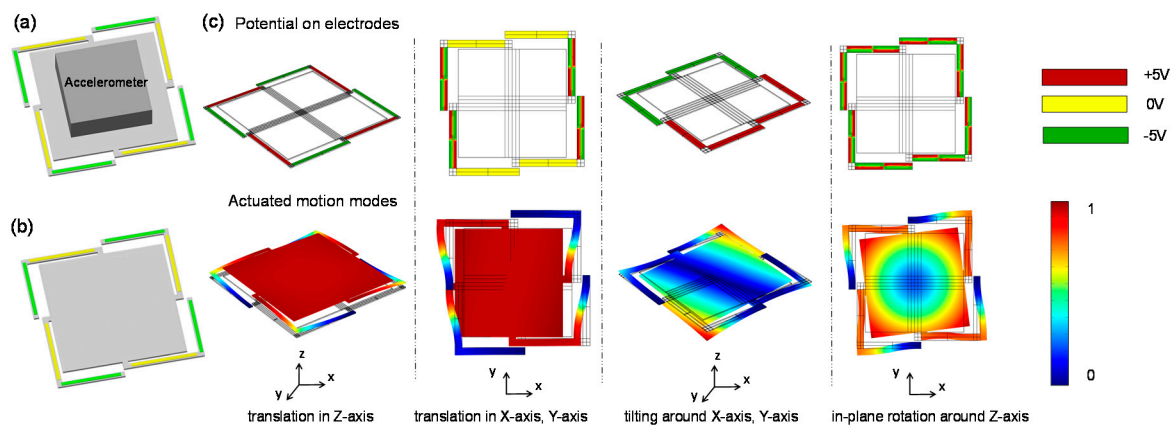 (a)
Accelerometer
(b)
(c)
Potential on electrodes
+5V
0V
-5V
Actuated motion modes
1
0
z
x
y
translation in Z-axis
y
x
translation in X-axis, Y-axis
z
x
y
tilting around X-axis, Y-axis
y
x
in-plane rotation around Z-axis